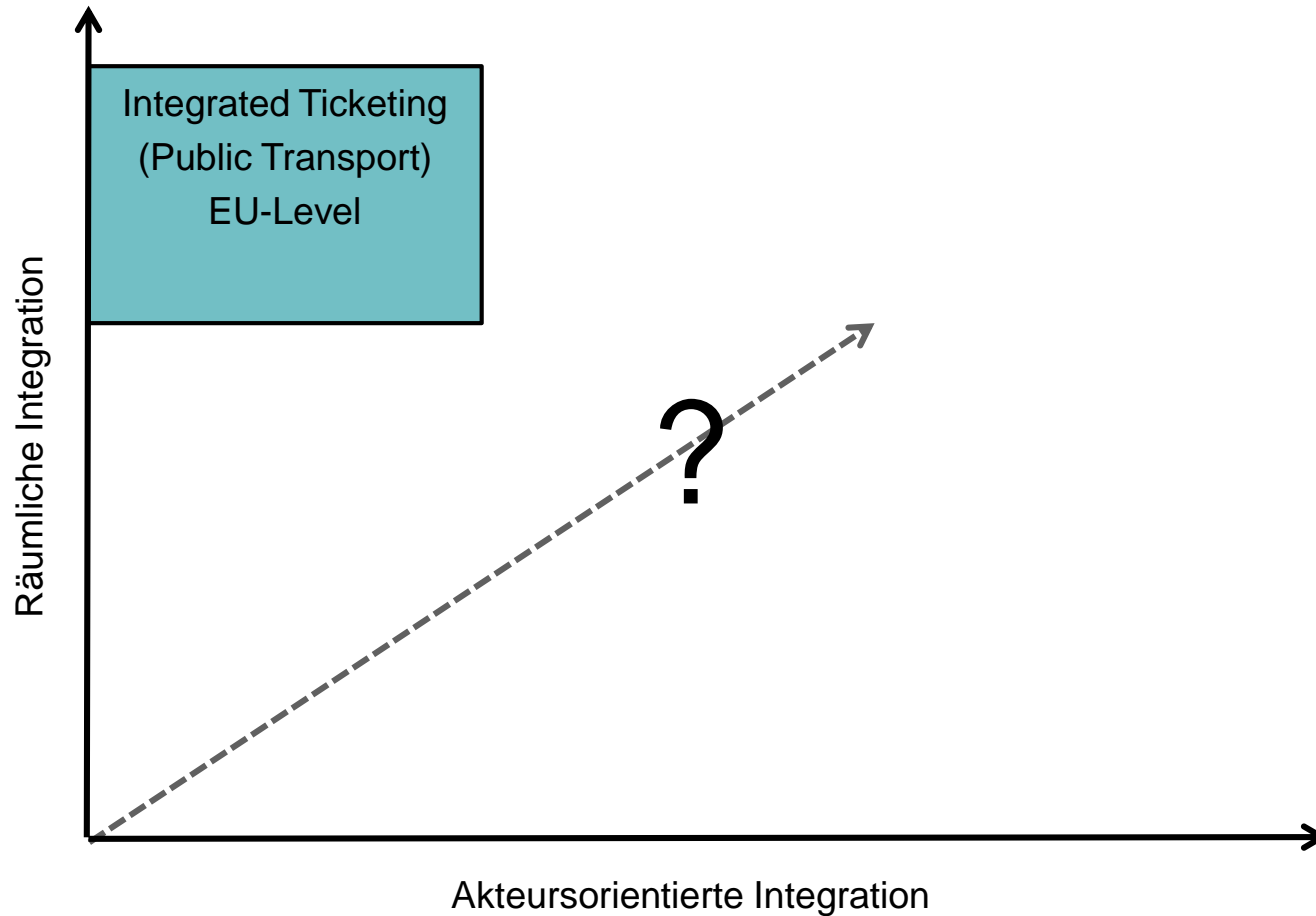 Integrated Ticketing
(Public Transport)
EU-Level
Räumliche Integration
?
Akteursorientierte Integration